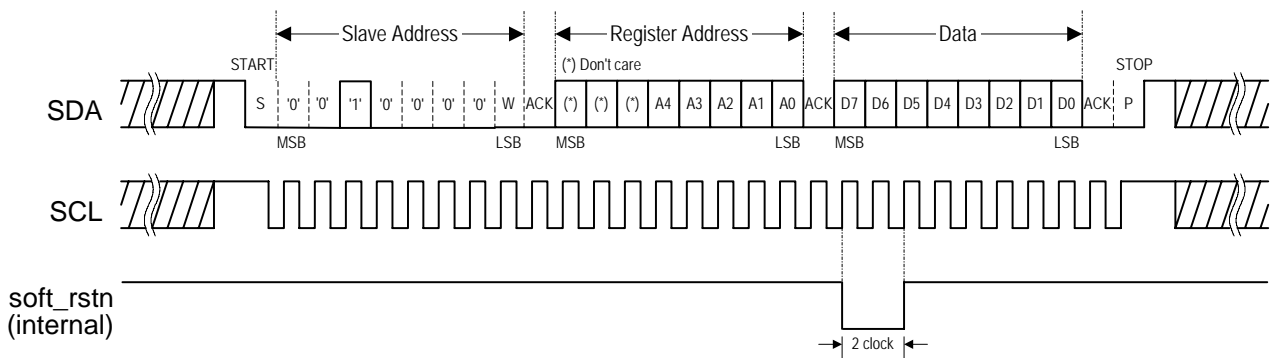 Slave Address Register Address Data
START (*) Don't care STOP
SDA S '0' '0' '1' '0' '0' '0' '0' W ACK (*) (*) (*) A4 A3 A2 A1 A0 ACK D7 D6 D5 D4 D3 D2 D1 D0 ACK P
MSB LSB MSB LSB MSB LSB
SCL
soft_rstn
(internal)
2 clock